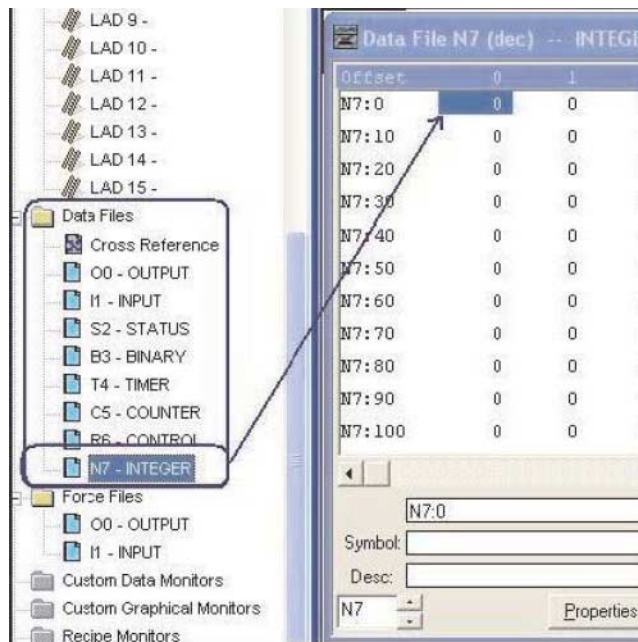 LAD 9 -
LAD 10 -
LAD 11 -
LAD 12 -
LAD 13 -
LAD 14 -
LAD 15 -
Data Files
Cross Reference
O0 - OUTPUT
I1 - INPUT
S2 - STATUS
B3 - BINARY
T4 - TIMER
C5 - COUNTER
R6 - CONTROL
N7 - INTEGER
Force Files
O0 - OUTPUT
I1 - INPUT
Custom Data Monitors
Custom Graphical Monitors
Recipe Monitors
Data File N7 (dec) -- INTEGE
Offset 0 1
N7:0 0 0
N7:10 0 0
N7:20 0 0
N7:30 0 0
N7:40 0 0
N7:50 0 0
N7:60 0 0
N7:70 0 0
N7:80 0 0
N7:90 0 0
N7:100 0 0
N7:0
Symbol:
Desc:
N7
Properties